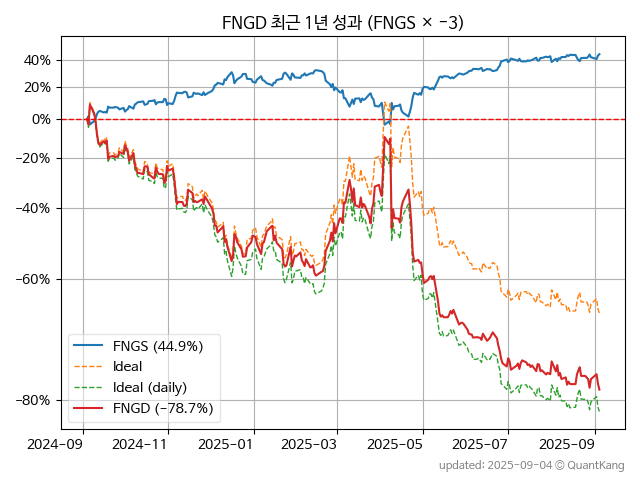 FNGD 최근 1년 성과 (FNGS × −3)
40%
20%
0%
−20%
−40%
−60%
−80%
FNGS (44.9%)
Ideal
Ideal (daily)
FNGD (−78.7%)
2024−09
2024−11
2025−01
2025−03
2025−05
2025−07
2025−09
updated: 2025−09−04 © QuantKang